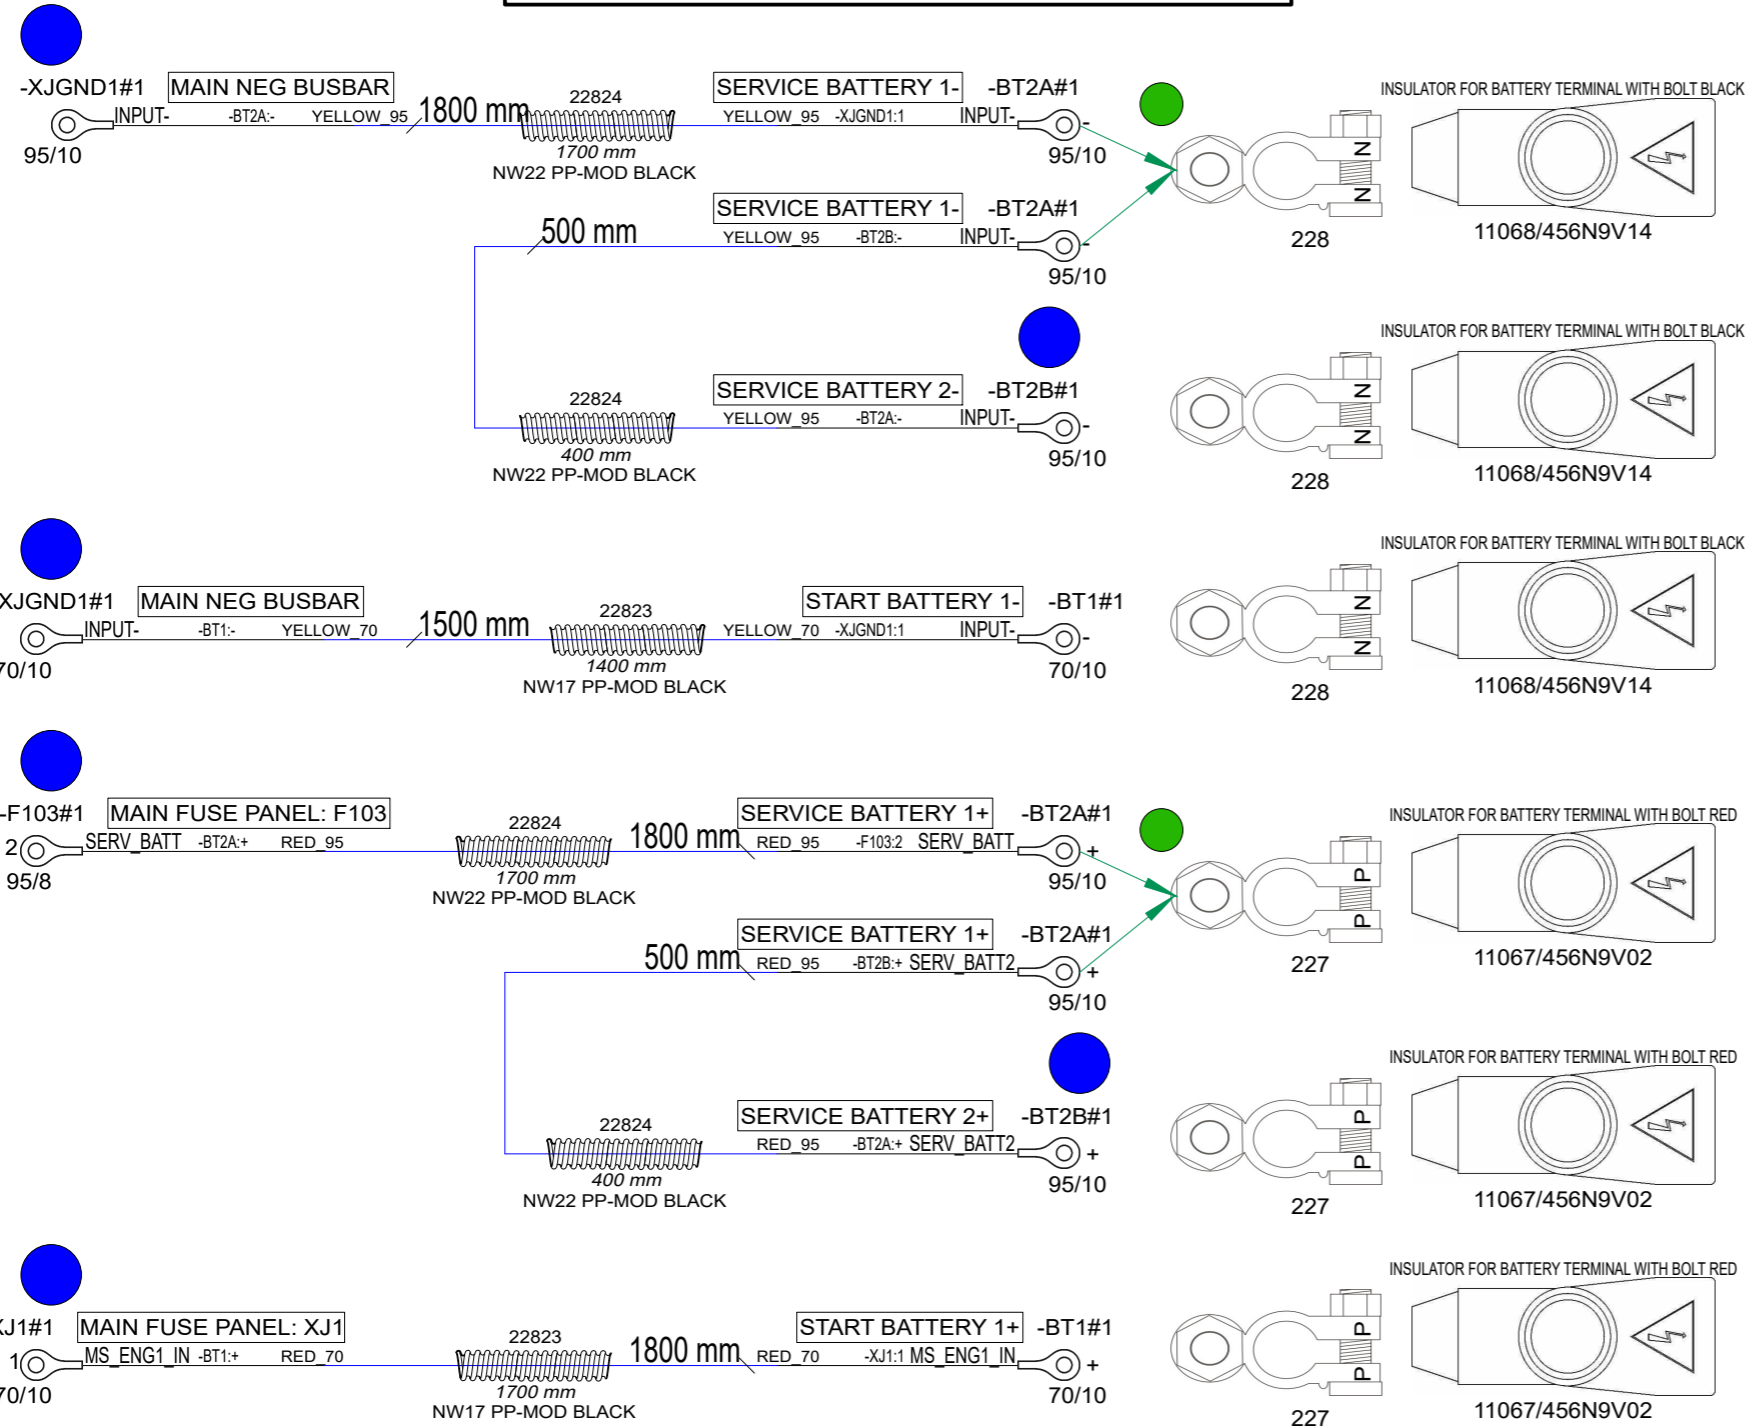 -XJGND1#1 MAIN NEG BUSBAR 22824 SERVICE BATTERY 1- -BT2A#1 INSULATOR FOR BATTERY TERMINAL WITH BOLT BLACK
INPUT- -BT2A:- YELLOW_95 1800 mm YELLOW_95 -XJGND1:1 INPUT- - N
95/10 1700 mm 95/10
NW22 PP-MOD BLACK N
SERVICE BATTERY 1- -BT2A#1
500 mm YELLOW_95 -BT2B:- INPUT- - 228 11068/456N9V14
95/10
INSULATOR FOR BATTERY TERMINAL WITH BOLT BLACK
22824 SERVICE BATTERY 2- -BT2B#1 N
YELLOW_95 -BT2A:- INPUT- - N
400 mm 95/10
NW22 PP-MOD BLACK 228 11068/456N9V14
INSULATOR FOR BATTERY TERMINAL WITH BOLT BLACK
XJGND1#1 MAIN NEG BUSBAR 22823 START BATTERY 1- -BT1#1 N
INPUT- -BT1:- YELLOW_70 1500 mm YELLOW_70 -XJGND1:1 INPUT- - N
70/10 1400 mm 70/10
NW17 PP-MOD BLACK 228 11068/456N9V14
-F103#1 MAIN FUSE PANEL: F103 22824 SERVICE BATTERY 1+ -BT2A#1 INSULATOR FOR BATTERY TERMINAL WITH BOLT RED
2 SERV_BATT -BT2A:+ RED_95 1800 mm RED_95 -F103:2 SERV_BATT + P
95/8 1700 mm 95/10
NW22 PP-MOD BLACK P
SERVICE BATTERY 1+ -BT2A#1
500 mm RED_95 -BT2B:+ SERV_BATT2 + 227 11067/456N9V02
95/10
INSULATOR FOR BATTERY TERMINAL WITH BOLT RED
22824 SERVICE BATTERY 2+ -BT2B#1 P
RED_95 -BT2A:+ SERV_BATT2 + P
400 mm 95/10
NW22 PP-MOD BLACK 227 11067/456N9V02
INSULATOR FOR BATTERY TERMINAL WITH BOLT RED
XJ1#1 MAIN FUSE PANEL: XJ1 22823 START BATTERY 1+ -BT1#1 P
1 MS_ENG1_IN -BT1:+ RED_70 1800 mm RED_70 -XJ1:1 MS_ENG1_IN + P
70/10 1700 mm 70/10
NW17 PP-MOD BLACK 227 11067/456N9V02